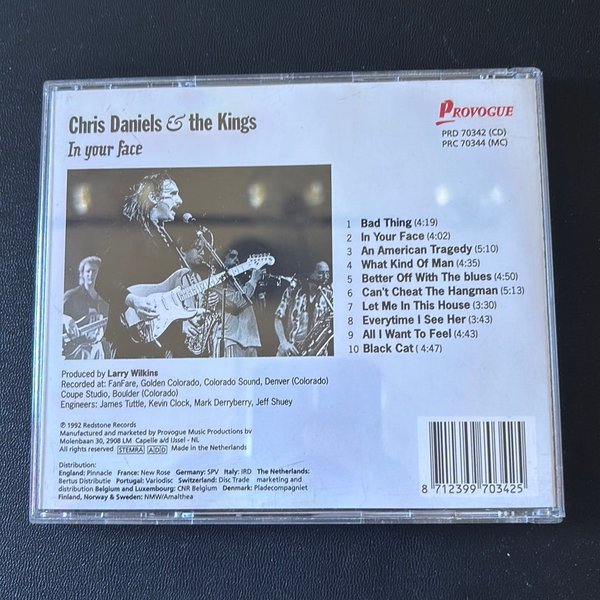 Chris Daniels & the Kings
In your face
PROVOGUE
PRD 70342 (CD)
PRC 70344 (MC)
1 Bad Thing (4:19)
2 In Your Face (4:02)
3 An American Tragedy (5:10)
4 What Kind Of Man (4:35)
5 Better Off With The blues (4:50)
6 Can't Cheat The Hangman (5:13)
7 Let Me In This House (3:30)
8 Everytime I See Her (3:43)
9 All I Want To Feel (4:43)
10 Black Cat ( 4:47)
Produced by Larry Wilkins
Recorded at: FanFare, Golden Colorado, Colorado Sound, Denver (Colorado)
Coupe Studio, Boulder (Colorado)
Engineers: James Tuttle, Kevin Clock, Mark Derryberry, Jeff Shuey
℗ 1992 Redstone Records
Manufactured and marketed by Provogue Music Productions bv
Molenbaan 30, 2908 LM Capelle a/d IJssel - NL
All rights reserved STEMRA ADD Made in the Netherlands
Distribution:
England: Pinnacle France: New Rose Germany: SPV Italy: IRD The Netherlands:
Bertus Distributie Portugal: Variodisc Switzerland: Disc Trade marketing and
distribution Belgium and Luxembourg: CNR Belgium Denmark: Pladecompagniet
Finland, Norway & Sweden: NMW/Amalthea
8 712399 703425